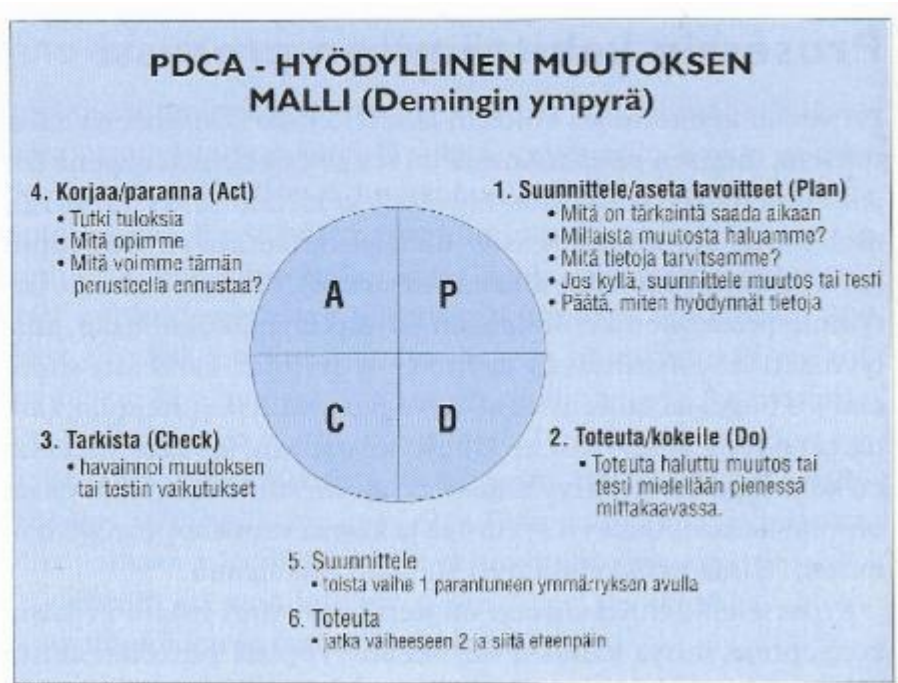 PDCA - HYÖDYLLINEN MUUTOKSEN
MALLI (Demingin ympyrä)
4. Korjaa/paranna (Act)
• Tutki tuloksia
• Mitä opimme
• Mitä voimme tämän
perusteella ennustaa?
1. Suunnittele/aseta tavoitteet (Plan)
• Mitä on tärkeintä saada aikaan
• Millaista muutosta haluamme?
• Mitä tietoja tarvitsemme?
• Jos kyllä, suunnittele muutos tai testi
• Päätä, miten hyödynnät tietoja
A
P
C
D
3. Tarkista (Check)
• havainnoi muutoksen
tai testin vaikutukset
2. Toteuta/kokeile (Do)
• Toteuta haluttu muutos tai
testi mielellään pienessä
mittakaavassa.
5. Suunnittele
• toista vaihe 1 parantuneen ymmärryksen avulla
6. Toteuta
• jatka vaiheeseen 2 ja siitä eteenpäin